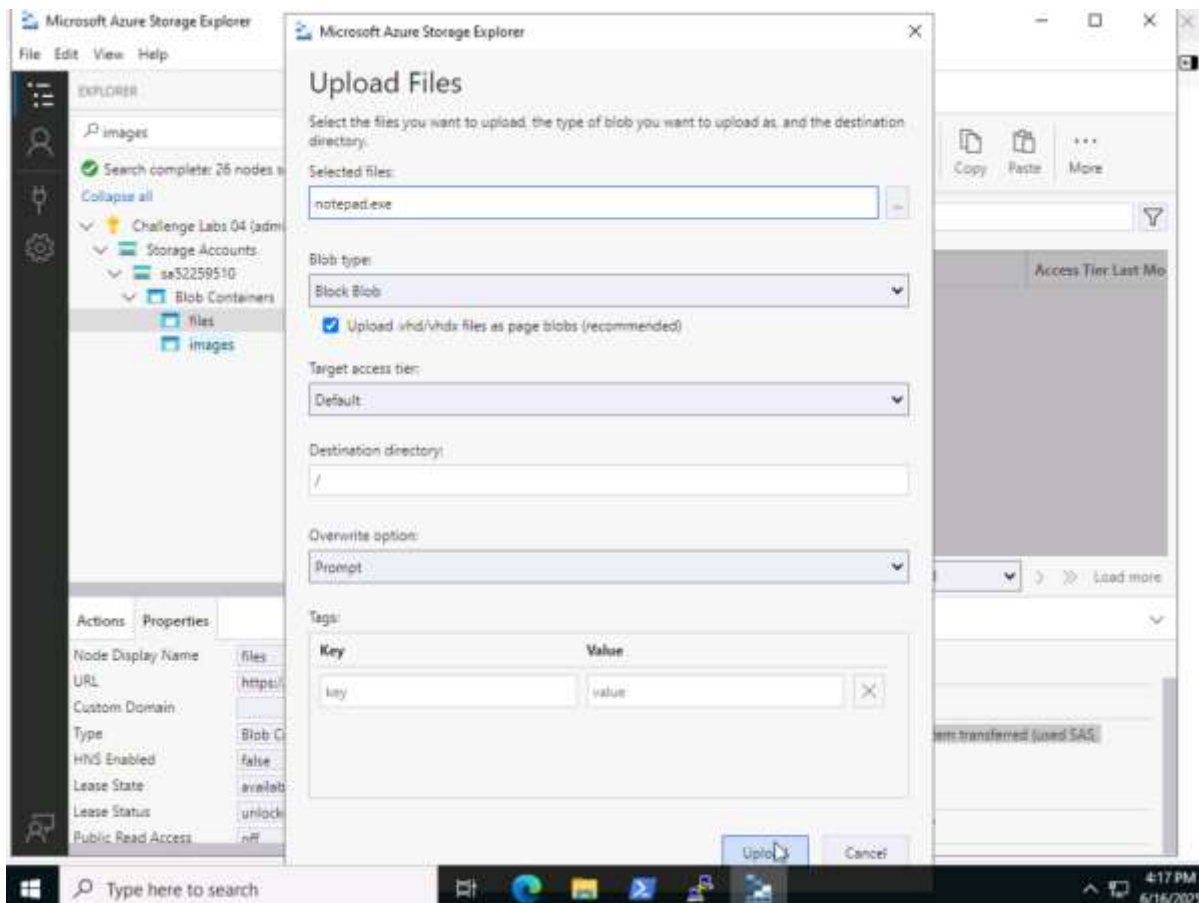 Microsoft Azure Storage Explorer
File Edit View Help
EXPLORER
images
Search complete: 26 nodes
Collapse all
Challenge Labs 04 (admi
Storage Accounts
sa52259510
Blob Containers
files
images
Actions Properties
Node Display Name files
URL https:/
Custom Domain
Type Blob C
HNS Enabled false
Lease State availab
Lease Status unlock
Public Read Access off
Microsoft Azure Storage Explorer
Upload Files
Select the files you want to upload, the type of blob you want to upload as, and the destination
directory.
Selected files:
notepad.exe
...
Blob type:
Block Blob
Upload .vhd/vhdx files as page blobs (recommended)
Target access tier:
Default
Destination directory:
/
Overwrite option:
Prompt
Tags:
Key Value
key value
Upload Cancel
Copy Paste More
Access Tier Last Mo
Load more
transferred (used SAS,
Type here to search
4:17 PM